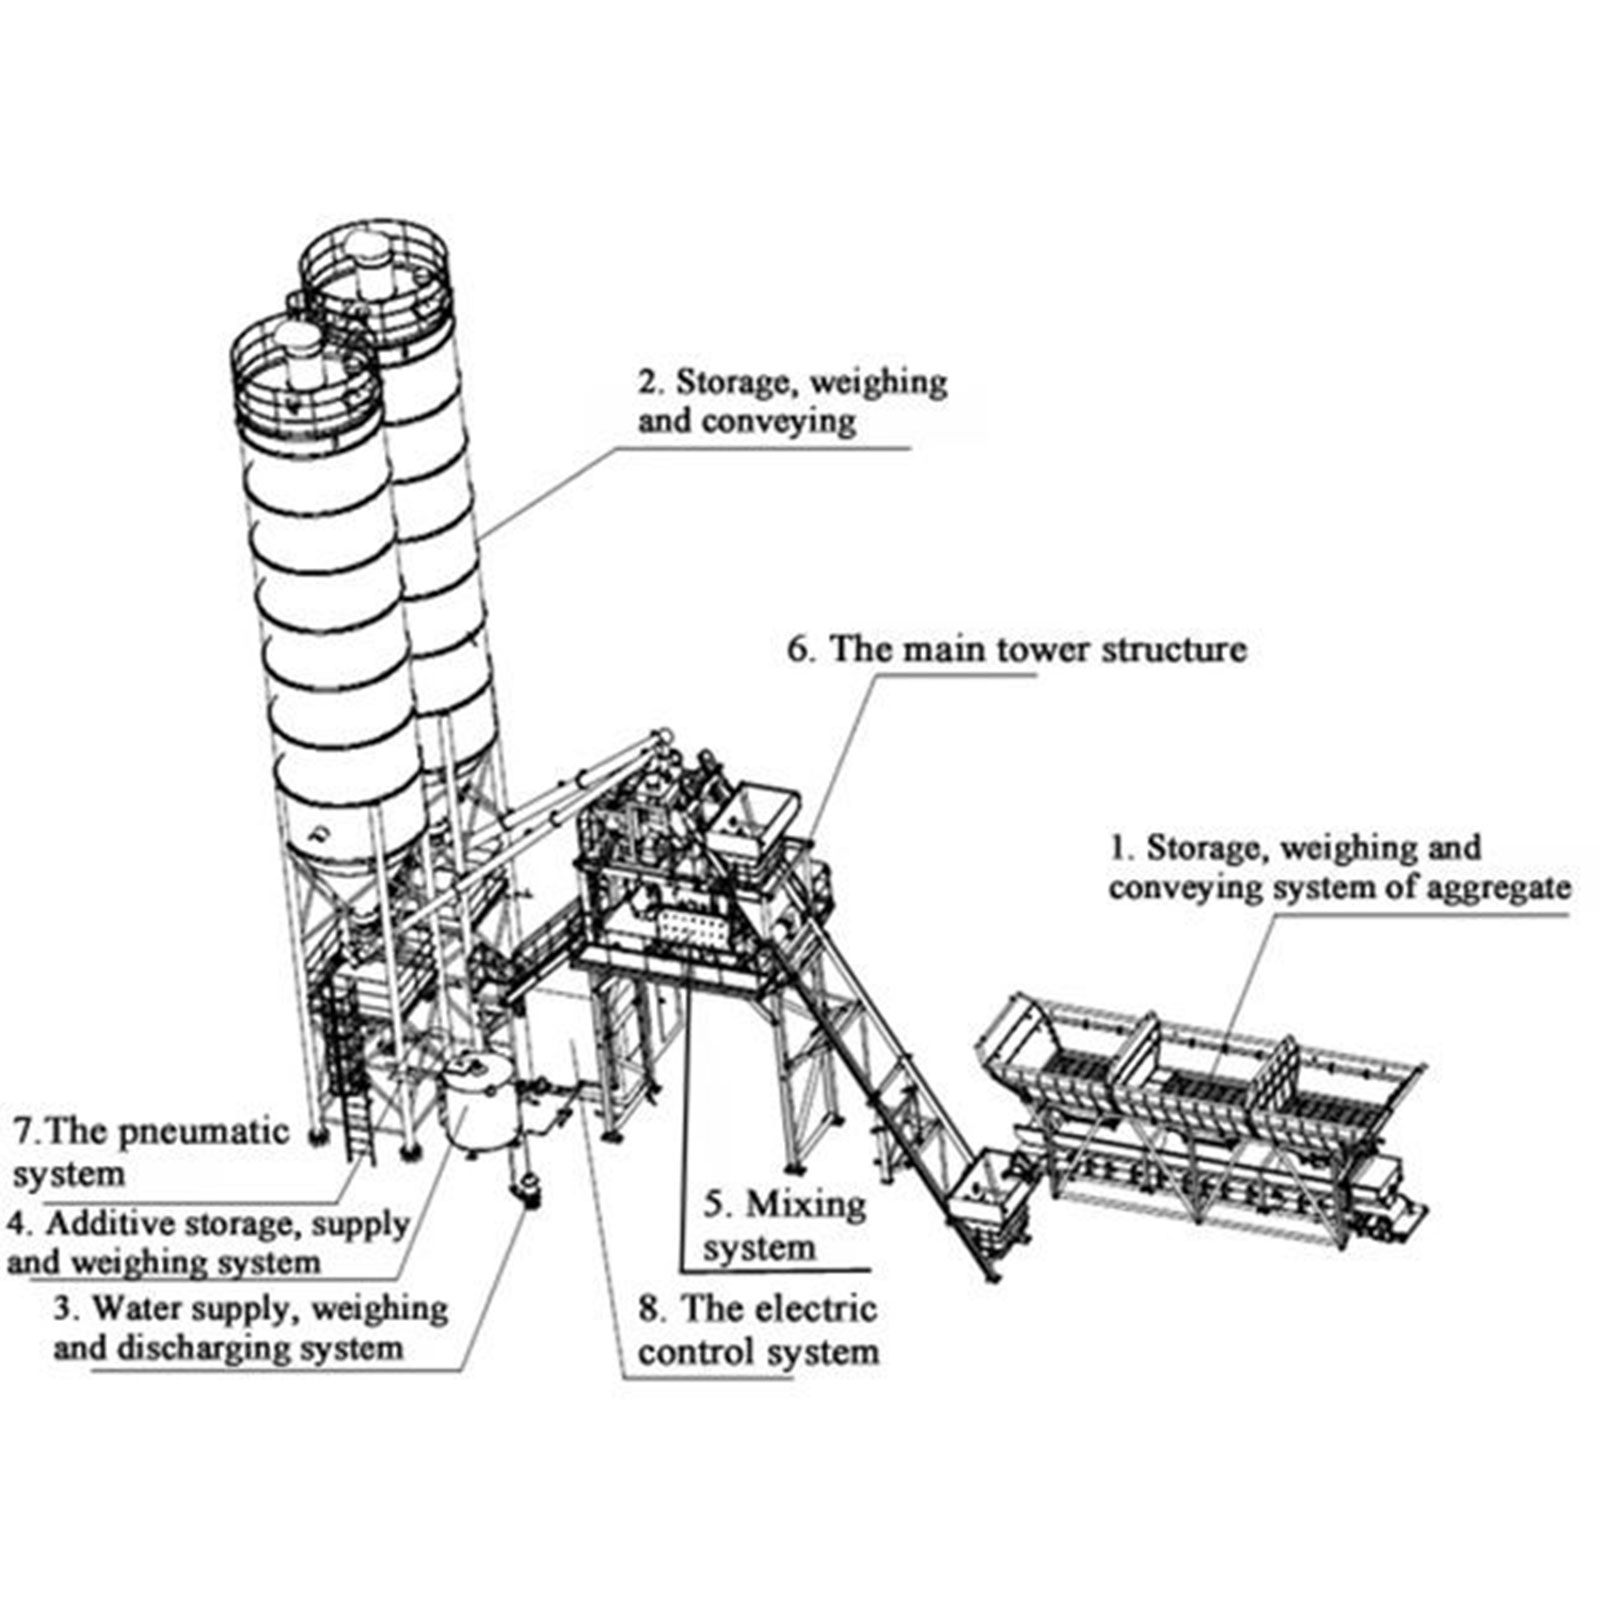 2. Storage, weighing
and conveying
6. The main tower structure
1. Storage, weighing and
conveying system of aggregate
7.The pneumatic
system
4. Additive storage, supply
and weighing system
3. Water supply, weighing
and discharging system
5. Mixing
system
8. The electric
control system